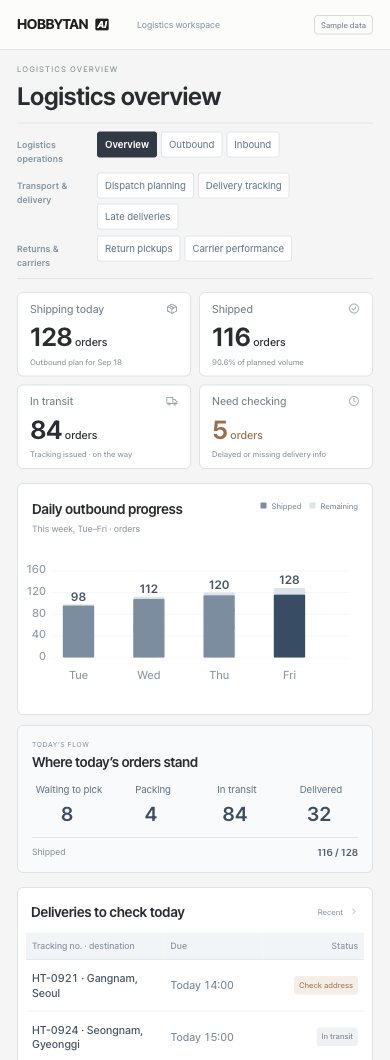 HOBBYTAN AI
Logistics workspace
Sample data
LOGISTICS OVERVIEW
Logistics overview
Logistics operations
Overview
Outbound
Inbound
Transport & delivery
Dispatch planning
Delivery tracking
Late deliveries
Returns & carriers
Return pickups
Carrier performance
Shipping today
128 orders
Outbound plan for Sep 18
Shipped
116 orders
90.6% of planned volume
In transit
84 orders
Tracking issued · on the way
Need checking
5 orders
Delayed or missing delivery info
Daily outbound progress
Shipped
Remaining
This week, Tue–Fri · orders
160
120
80
40
0
98
112
120
128
Tue
Wed
Thu
Fri
TODAY'S FLOW
Where today’s orders stand
Waiting to pick
8
Packing
4
In transit
84
Delivered
32
Shipped
116 / 128
Deliveries to check today
Recent
Tracking no. · destination
Due
Status
HT-0921 · Gangnam,
Seoul
Today 14:00
Check address
HT-0924 · Seongnam,
Gyeonggi
Today 15:00
In transit